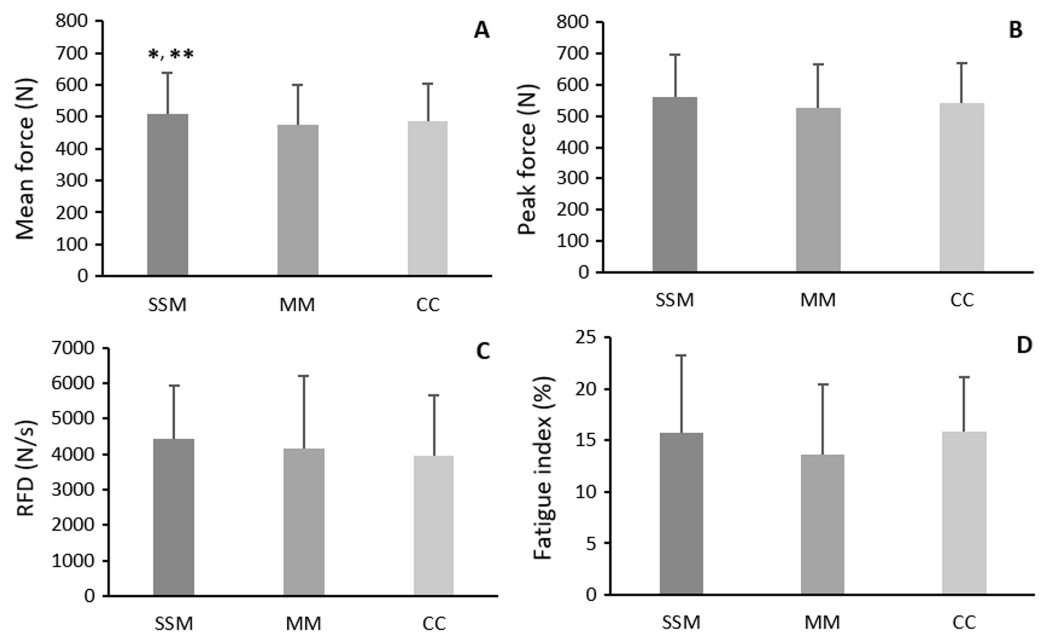 A
Mean force (N)
800
700
600
500
400
300
200
100
0
*, **
SSM MM CC
B
Peak force (N)
800
700
600
500
400
300
200
100
0
SSM MM CC
C
RFD (N/s)
7000
6000
5000
4000
3000
2000
1000
0
SSM MM CC
D
Fatigue index (%)
25
20
15
10
5
0
SSM MM CC